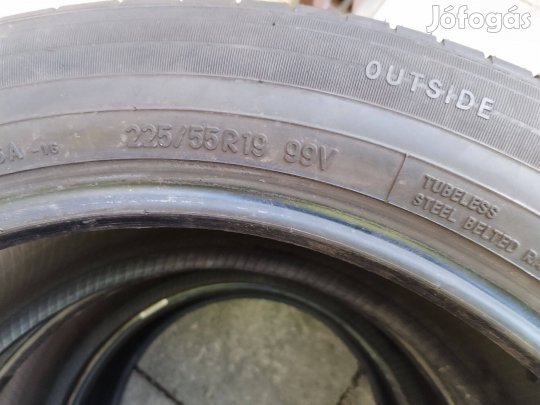 Jófogás
OUTSIDE
225/55R19 99V
TUBELESS
STEEL BELTED